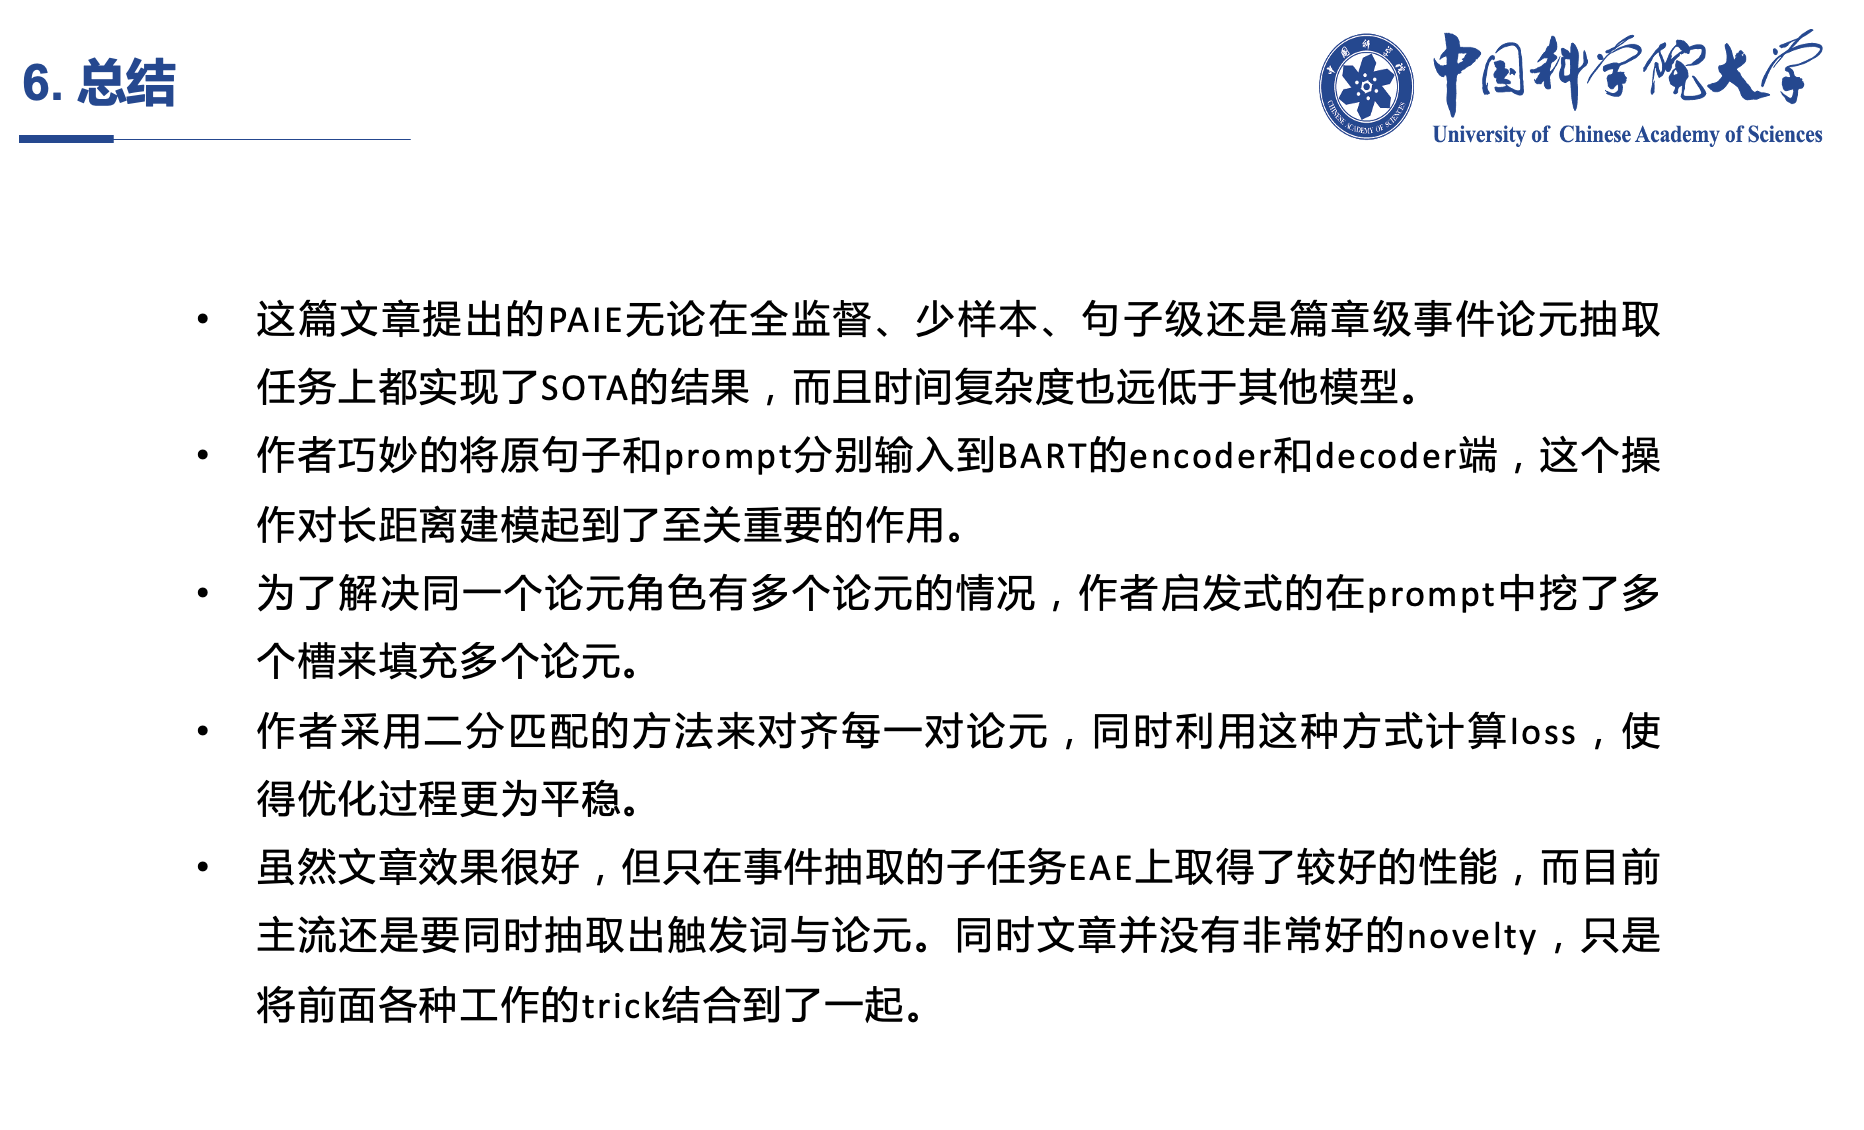 6. 总结
中国科学院大学
CHINESE ACADEMY OF SCIENCES
University of Chinese Academy of Sciences
• 这篇文章提出的PAIE无论在全监督、少样本、句子级还是篇章级事件论元抽取
任务上都实现了SOTA的结果，而且时间复杂度也远低于其他模型。
• 作者巧妙的将原句子和prompt分别输入到BART的encoder和decoder端，这个操
作对长距离建模起到了至关重要的作用。
• 为了解决同一个论元角色有多个论元的情况，作者启发式的在prompt中挖了多
个槽来填充多个论元。
• 作者采用二分匹配的方法来对齐每一对论元，同时利用这种方式计算loss，使
得优化过程更为平稳。
• 虽然文章效果很好，但只在事件抽取的子任务EAE上取得了较好的性能，而目前
主流还是要同时抽取出触发词与论元。同时文章并没有非常好的novelty，只是
将前面各种工作的trick结合到了一起。